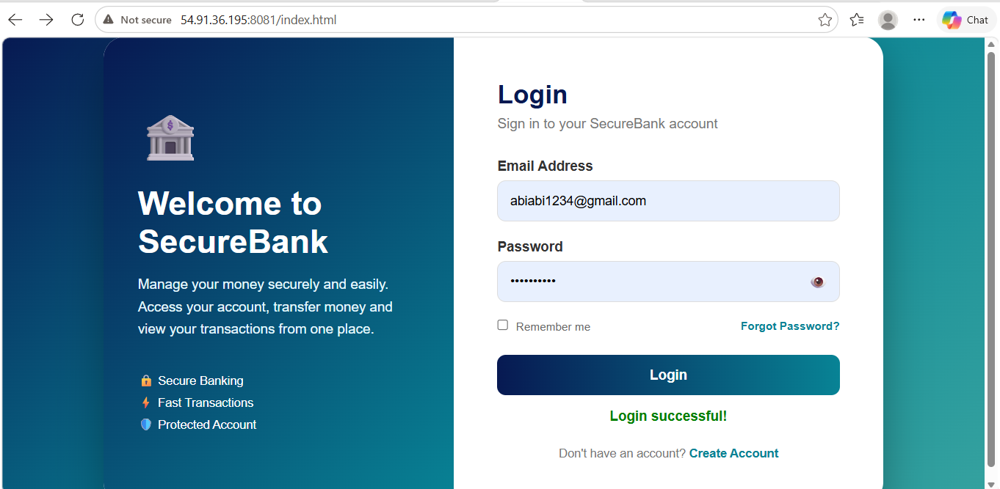 Not secure 54.91.36.195:8081/index.html
Chat
Welcome to
SecureBank
Manage your money securely and easily.
Access your account, transfer money and
view your transactions from one place.
Secure Banking
Fast Transactions
Protected Account
Login
Sign in to your SecureBank account
Email Address
abiabi1234@gmail.com
Password
••••••••••
Remember me
Forgot Password?
Login
Login successful!
Don't have an account? Create Account